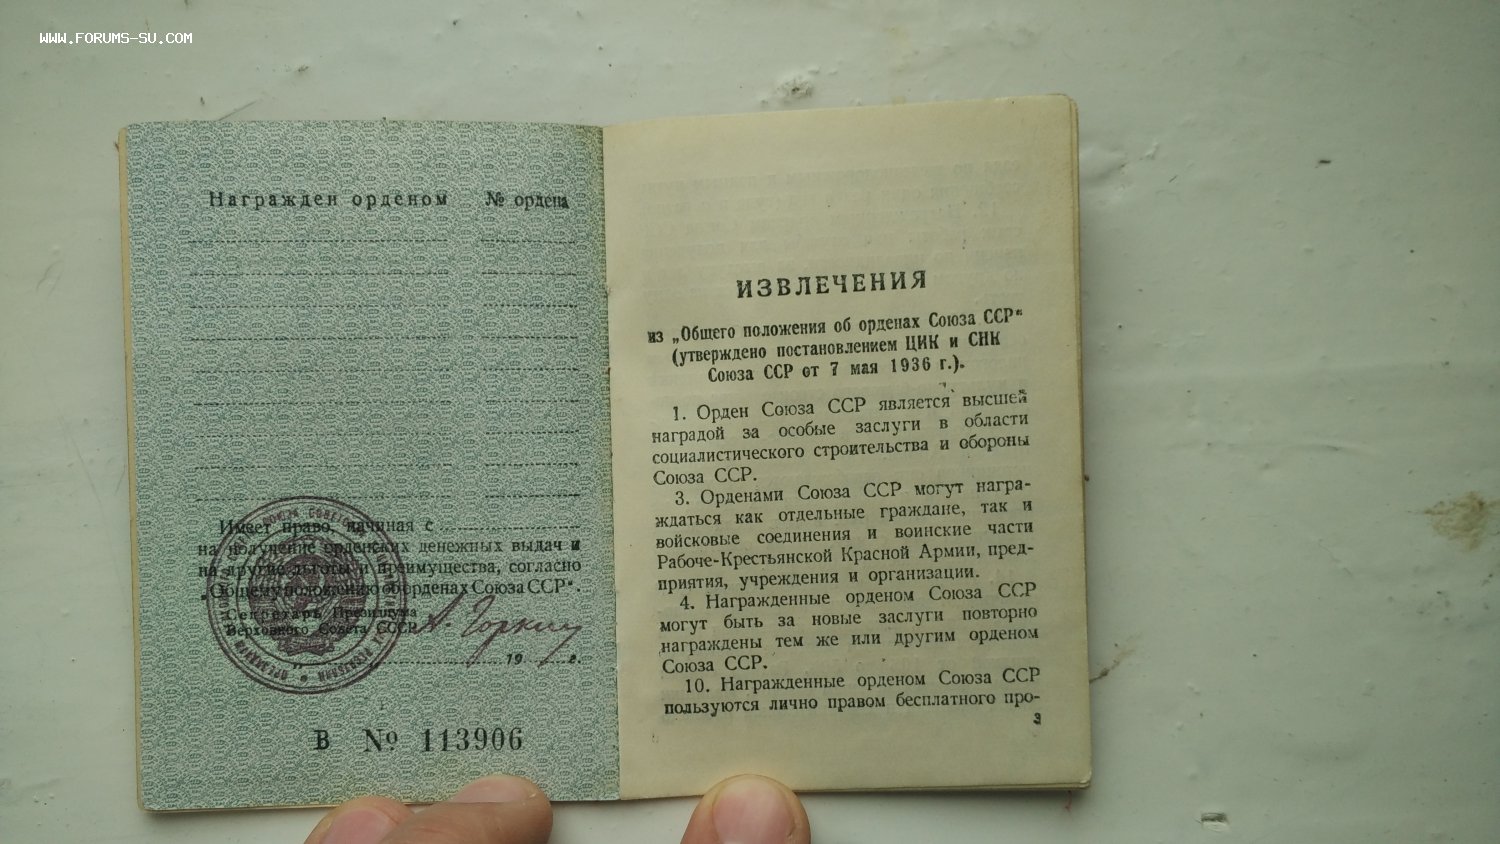 WWW.FORUMS-SU.COM
Награжден орденом № ордена
Имеет право, начиная с
на получение орденских денежных выдач и
на другие льготы и преимущества, согласно
„Общему положению об орденах Союза ССР“.
Секретарь Президиума
Верховного Совета СССР А. Горкин
19 г.
В № 113906
ИЗВЛЕЧЕНИЯ
из „Общего положения об орденах Союза ССР“
(утверждено постановлением ЦИК и СНК
Союза ССР от 7 мая 1936 г.).
1. Орден Союза ССР является высшей
наградой за особые заслуги в области
социалистического строительства и обороны
Союза ССР.
3. Орденами Союза ССР могут награ-
ждаться как отдельные граждане, так и
войсковые соединения и воинские части
Рабоче-Крестьянской Красной Армии, пред-
приятия, учреждения и организации.
4. Награжденные орденом Союза ССР
могут быть за новые заслуги повторно
награждены тем же или другим орденом
Союза ССР.
10. Награжденные орденом Союза ССР
пользуются лично правом бесплатного про-
3